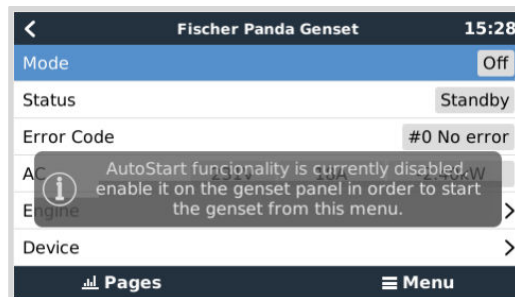 Fischer Panda Genset 15:28
Mode Off
Status Standby
Error Code #0 No error
AutoStart funcionality is currently disabled,
enable it on the genset panel in order to start
the genset from this menu.
AC
Engine
Device
Pages Menu